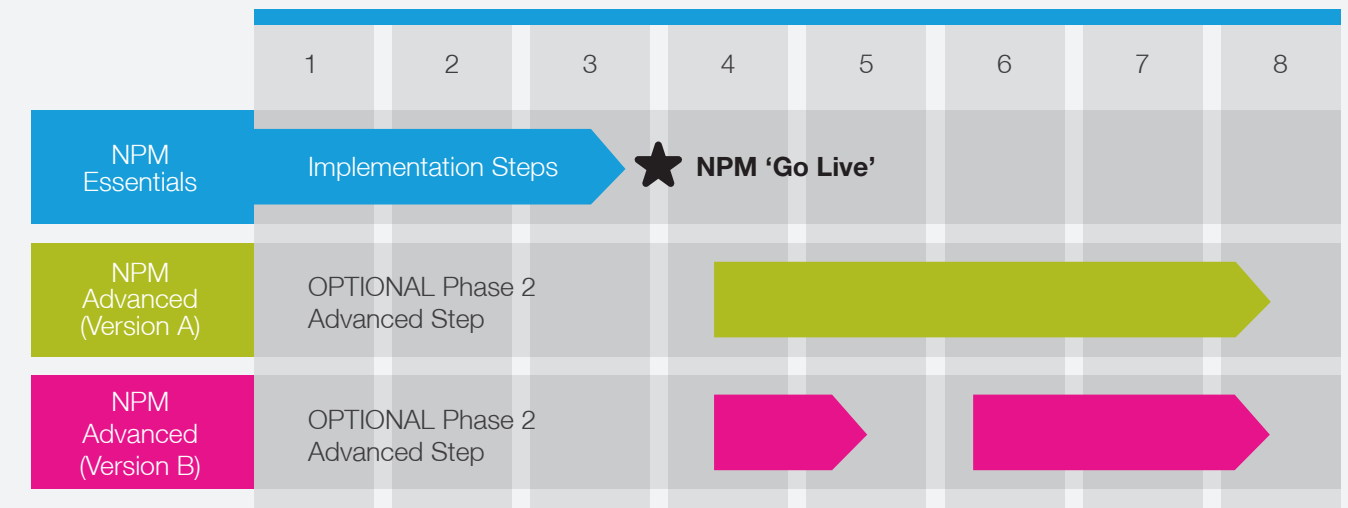 1 2 3 4 5 6 7 8
NPM
Essentials
Implementation Steps
NPM ‘Go Live’
NPM
Advanced
(Version A)
OPTIONAL Phase 2
Advanced Step
NPM
Advanced
(Version B)
OPTIONAL Phase 2
Advanced Step